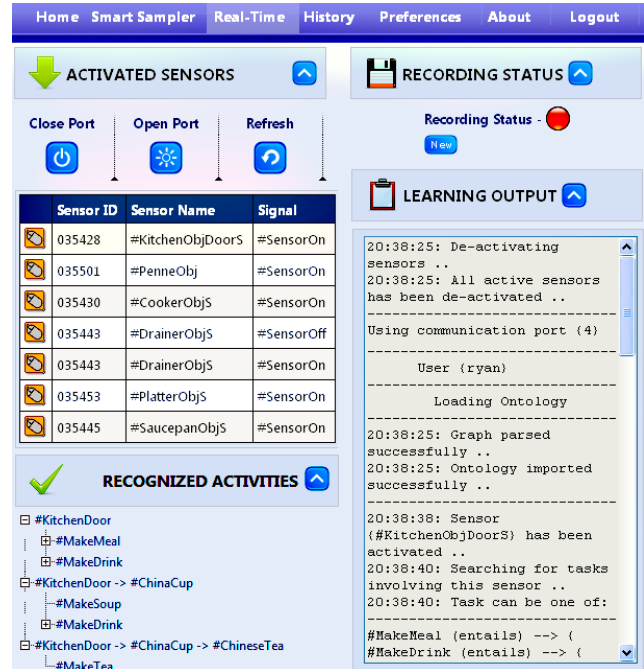 Home Smart Sampler Real-Time History Preferences About Logout
ACTIVATED SENSORS
Close Port Open Port Refresh
Sensor ID Sensor Name Signal
035428 #KitchenObjDoorS #SensorOn
035501 #PenneObj #SensorOn
035430 #CookerObjS #SensorOn
035443 #DrainerObjS #SensorOff
035443 #DrainerObjS #SensorOn
035453 #PlatterObjS #SensorOn
035445 #SaucepanObjS #SensorOn
RECOGNIZED ACTIVITIES
#KitchenDoor
#MakeMeal
#MakeDrink
#KitchenDoor -> #ChinaCup
#MakeSoup
#MakeDrink
#KitchenDoor -> #ChinaCup -> #ChineseTea
#MakeTea
RECORDING STATUS
Recording Status -
New
LEARNING OUTPUT
20:38:25: De-activating
sensors ..
20:38:25: All active sensors
has been de-activated ..
---------------------------------
Using communication port {4}
---------------------------------
User {ryan}
---------------------------------
Loading Ontology
---------------------------------
20:38:25: Graph parsed
successfully ..
20:38:25: Ontology imported
successfully ..
---------------------------------
20:38:38: Sensor
{#KitchenObjDoorS} has been
activated ..
20:38:40: Searching for tasks
involving this sensor ..
20:38:40: Task can be one of:
---------------------------------
#MakeMeal (entails) --> {
#MakeDrink (entails) --> {